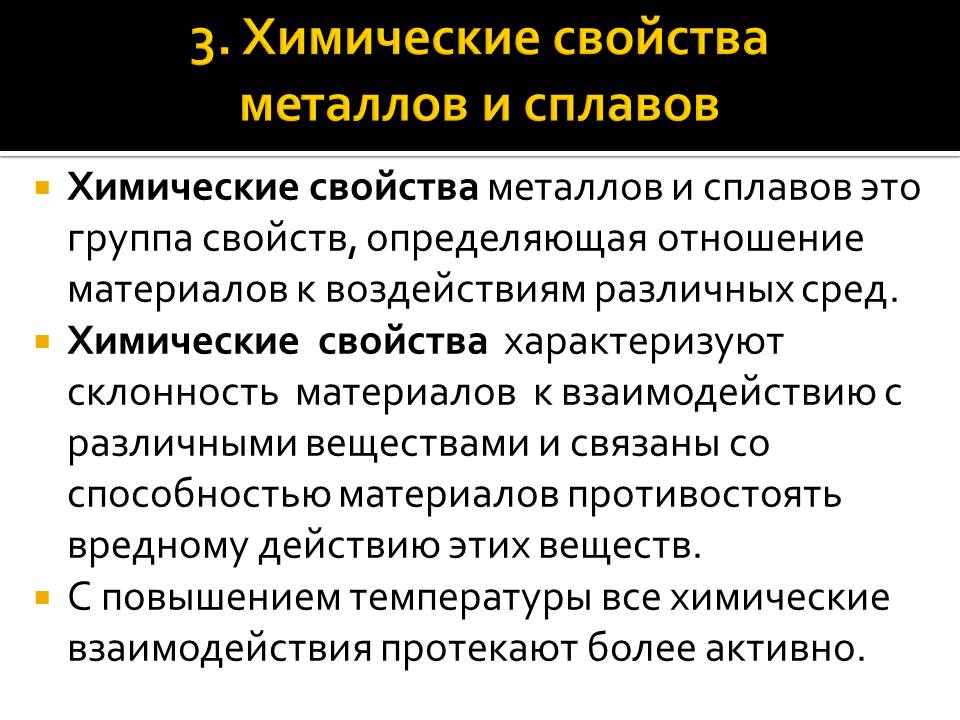 3. Химические свойства
металлов и сплавов
Химические свойства металлов и сплавов это
группа свойств, определяющая отношение
материалов к воздействиям различных сред.
Химические свойства характеризуют
склонность материалов к взаимодействию с
различными веществами и связаны со
способностью материалов противостоять
вредному действию этих веществ.
С повышением температуры все химические
взаимодействия протекают более активно.